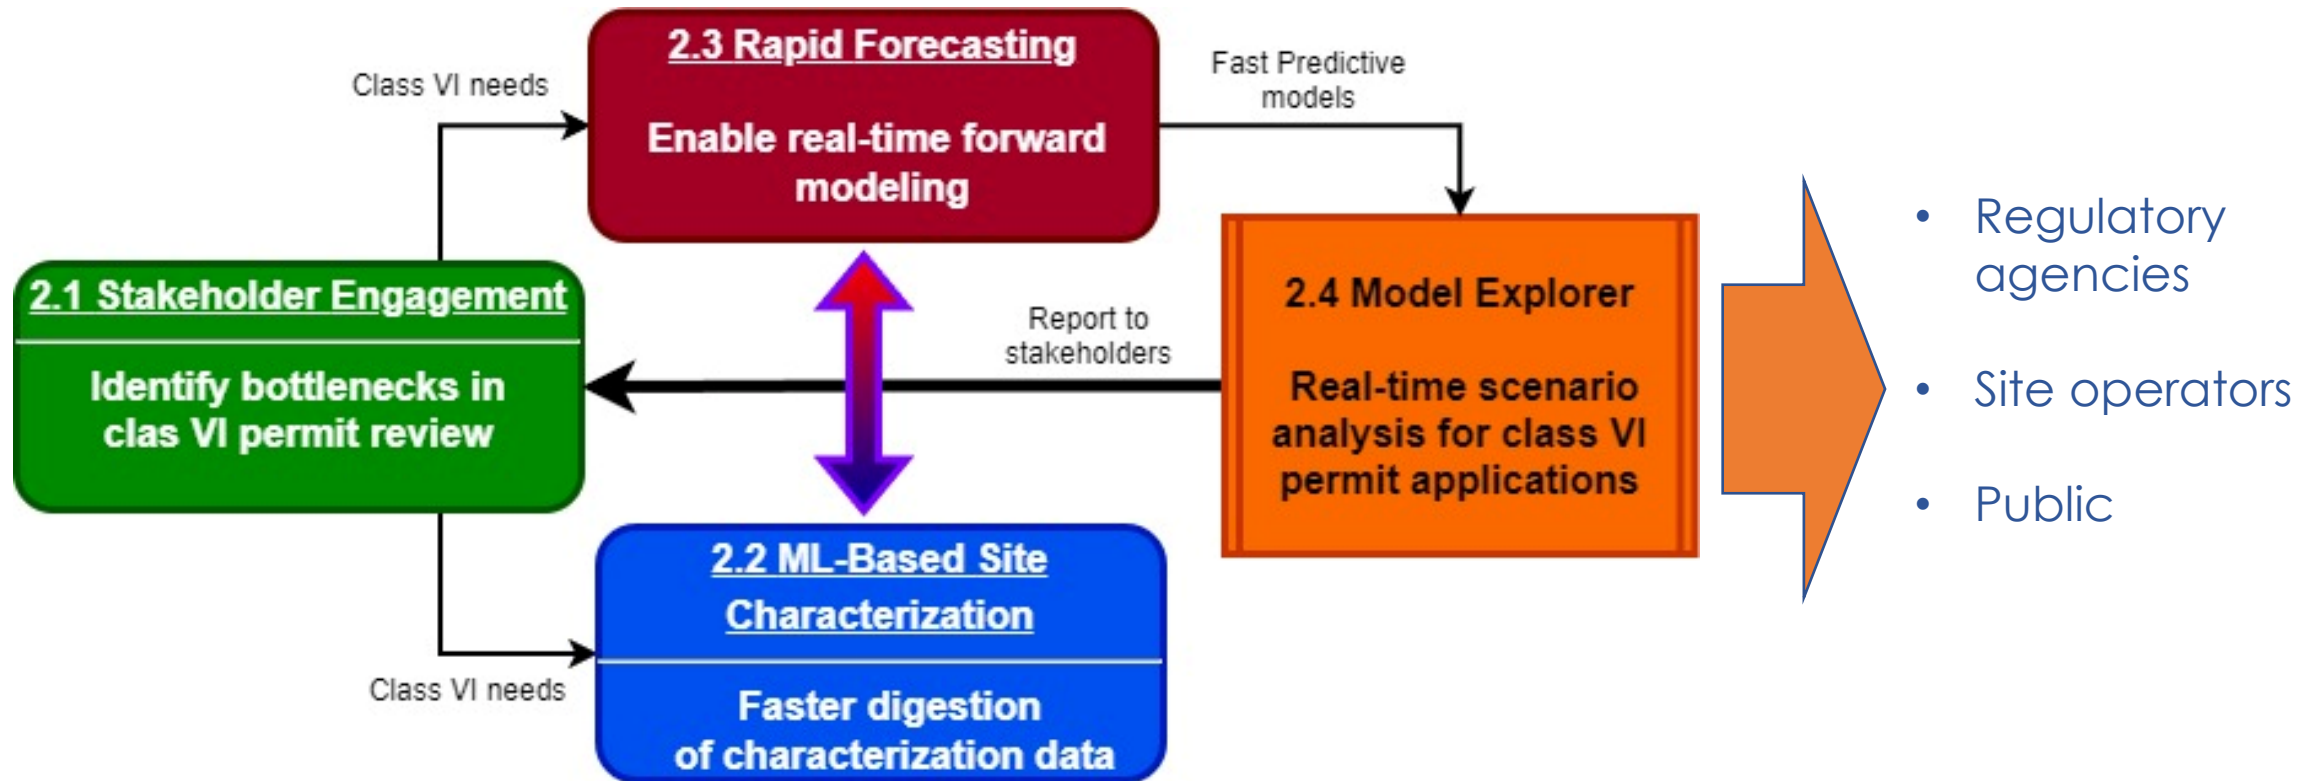 2.3 Rapid Forecasting
Enable real-time forward
modeling
Class VI needs
Fast Predictive
models
2.1 Stakeholder Engagement
Identify bottlenecks in
clas VI permit review
Report to
stakeholders
2.4 Model Explorer
Real-time scenario
analysis for class VI
permit applications
• Regulatory
agencies
• Site operators
• Public
Class VI needs
2.2 ML-Based Site
Characterization
Faster digestion
of characterization data